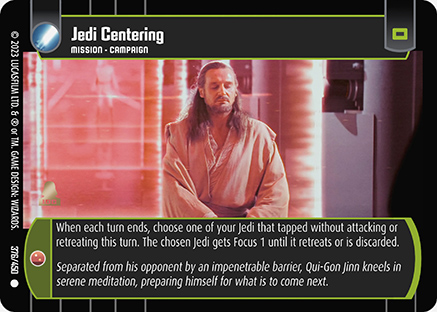 Jedi Centering
MISSION • CAMPAIGN
When each turn ends, choose one of your Jedi that tapped without attacking or
retreating this turn. The chosen Jedi gets Focus 1 until it retreats or is discarded.
Separated from his opponent by an impenetrable barrier, Qui-Gon Jinn kneels in
serene meditation, preparing himself for what is to come next.
© 2023 LUCASFILM LTD. & ® or TM. GAME DESIGN: WIZARDS.